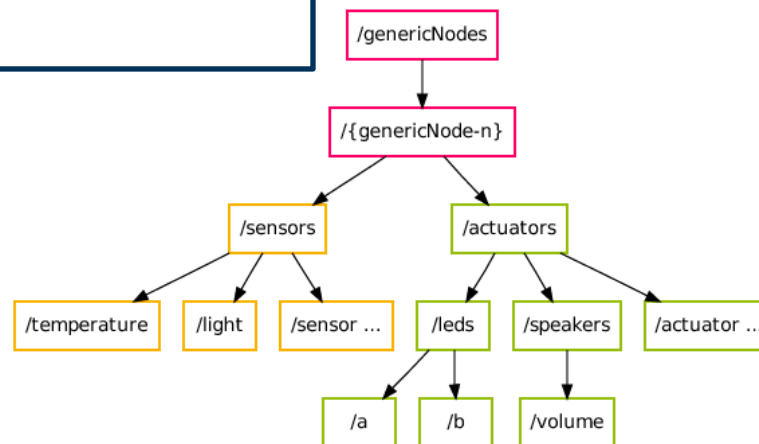 /genericNodes
/{genericNode-n}
/sensors
/actuators
/temperature
/light
/sensor ...
/leds
/speakers
/actuator ...
/a
/b
/volume